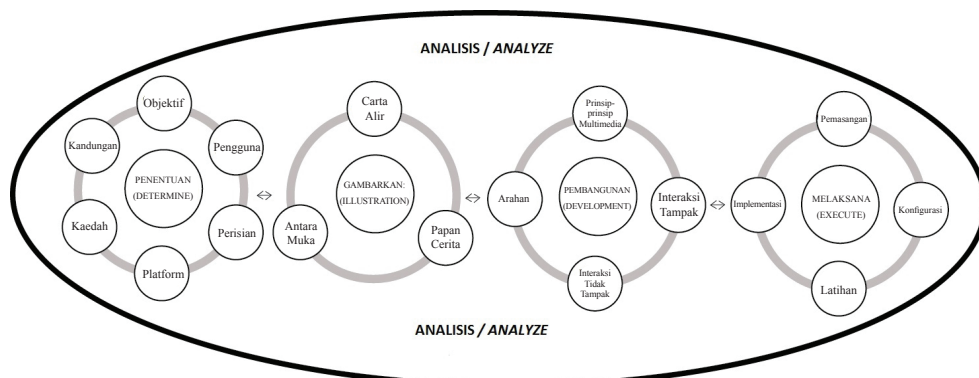 ANALISIS / ANALYZE
Objektif
Kandungan
Pengguna
PENENTUAN
(DETERMINE)
Kaedah
Perisian
Platform
Carta
Alir
GAMBARKAN:
(ILLUSTRATION)
Antara
Muka
Papan
Cerita
Prinsip-
prinsip
Multimedia
Arahan
PEMBANGUNAN
(DEVELOPMENT)
Interaksi
Tampak
Interaksi
Tidak
Tampak
Pemasangan
Implementasi
MELAKSANA
(EXECUTE)
Konfigurasi
Latihan
ANALISIS / ANALYZE